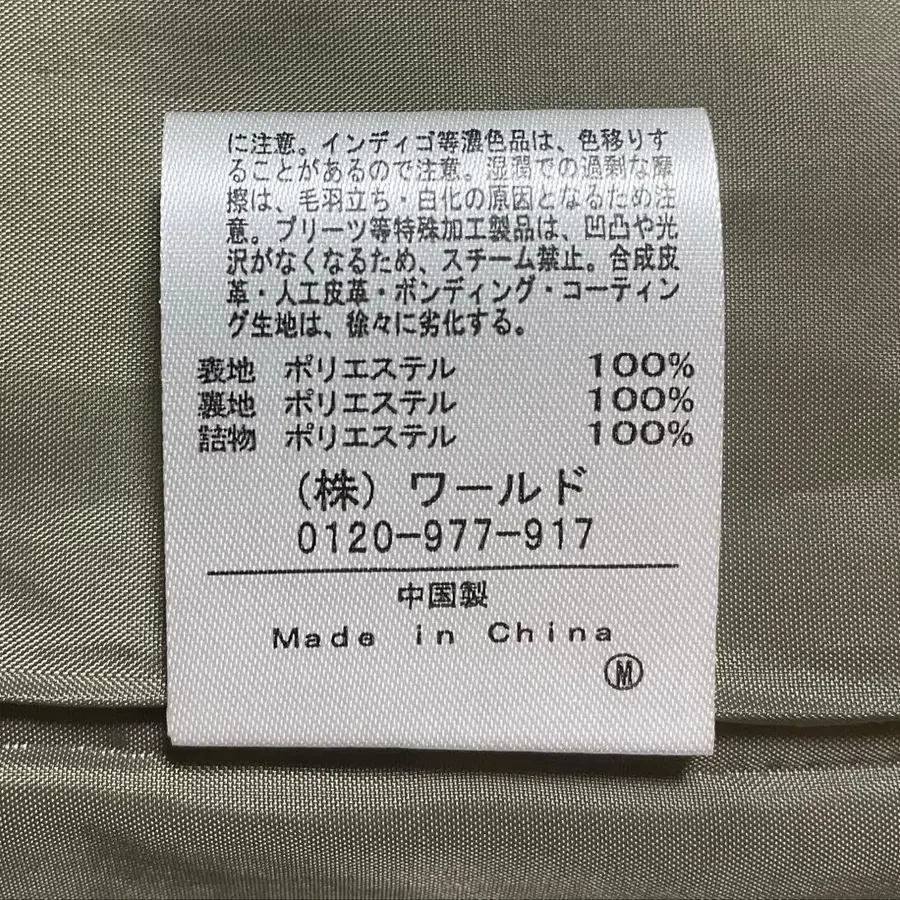 に注意。インディゴ等濃色品は、色移りす
ることがあるので注意。湿潤での過剰な摩
擦は、毛羽立ち・白化の原因となるため注
意。プリーツ等特殊加工製品は、凹凸や光
沢がなくなるため、スチーム禁止。合成皮
革・人工皮革・ボンディング・コーティン
グ生地は、徐々に劣化する。
表地 ポリエステル 100%
裏地 ポリエステル 100%
詰物 ポリエステル 100%
(株) ワールド
0120-977-917
中国製
Made in China
Ⓜ